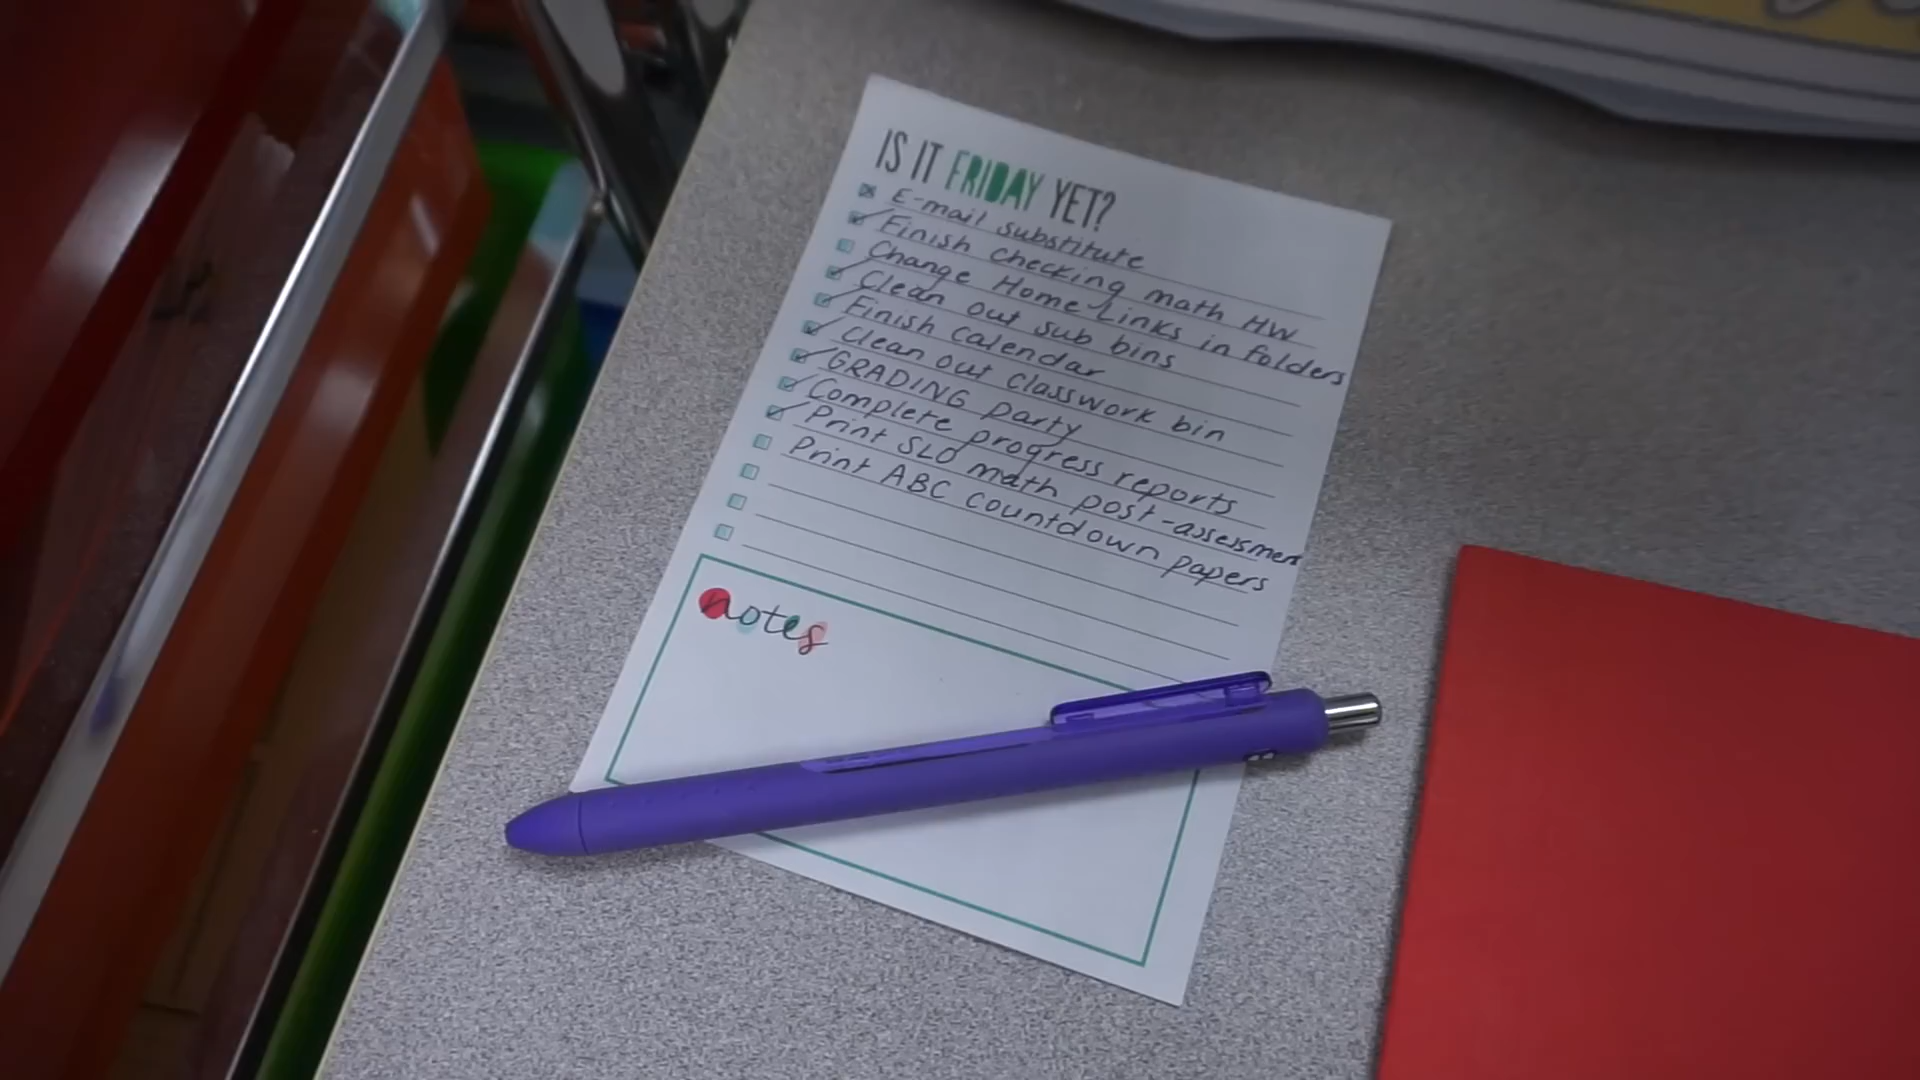 IS IT FRIDAY YET?
E-mail substitute
Finish checking math HW
Change Home Links in folders
Clean out sub bins
Finish calendar
Clean out classwork bin
GRADING party
Complete progress reports
Print SLO math post-assessment
Print ABC countdown papers
notes